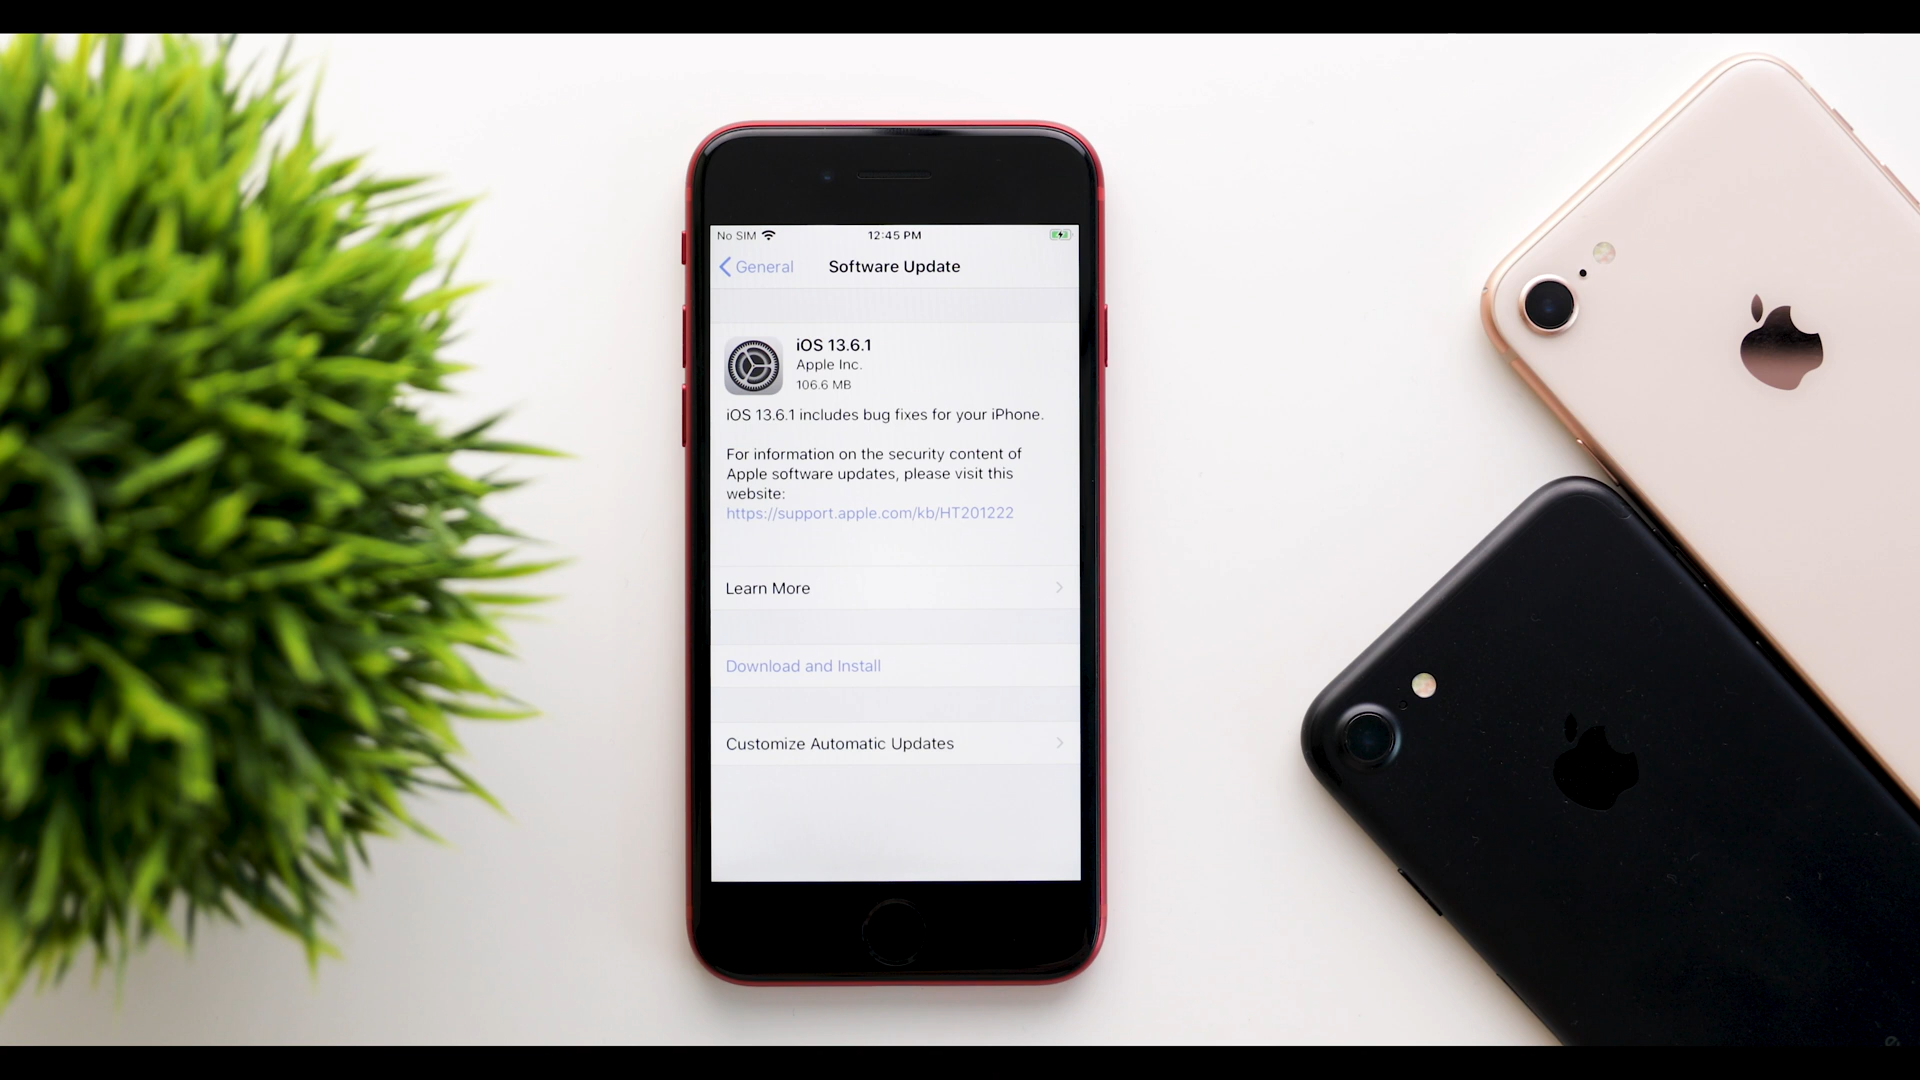 No SIM 12:45 PM
General Software Update
iOS 13.6.1
Apple Inc.
106.6 MB
iOS 13.6.1 includes bug fixes for your iPhone.
For information on the security content of
Apple software updates, please visit this
website:
https://support.apple.com/kb/HT201222
Learn More
Download and Install
Customize Automatic Updates